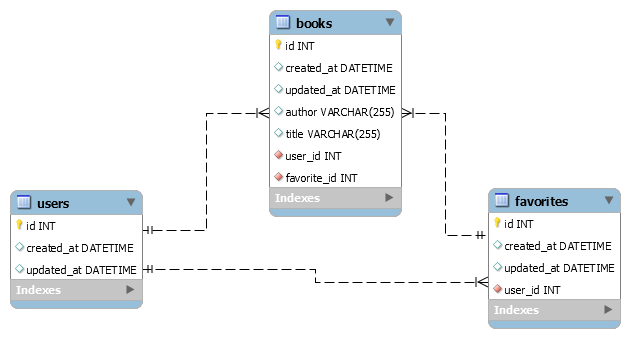 books
id INT
created_at DATETIME
updated_at DATETIME
author VARCHAR(255)
title VARCHAR(255)
user_id INT
favorite_id INT
Indexes
users
id INT
created_at DATETIME
updated_at DATETIME
Indexes
favorites
id INT
created_at DATETIME
updated_at DATETIME
user_id INT
Indexes